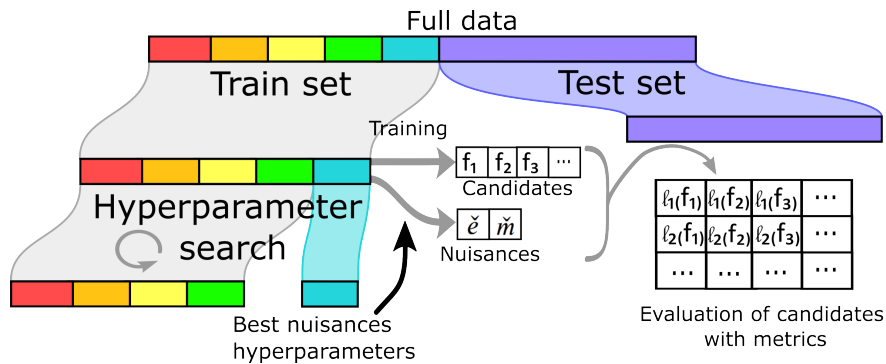 Full data
Train set
Test set
Training
f₁ f₂ f₃ ...
Candidates
Hyperparameter
search
ě m̌
Nuisances
ℓ₁(f₁) ℓ₁(f₂) ℓ₁(f₃) ...
ℓ₂(f₁) ℓ₂(f₂) ℓ₂(f₃) ...
... ... ... ...
Best nuisances
hyperparameters
Evaluation of candidates
with metrics